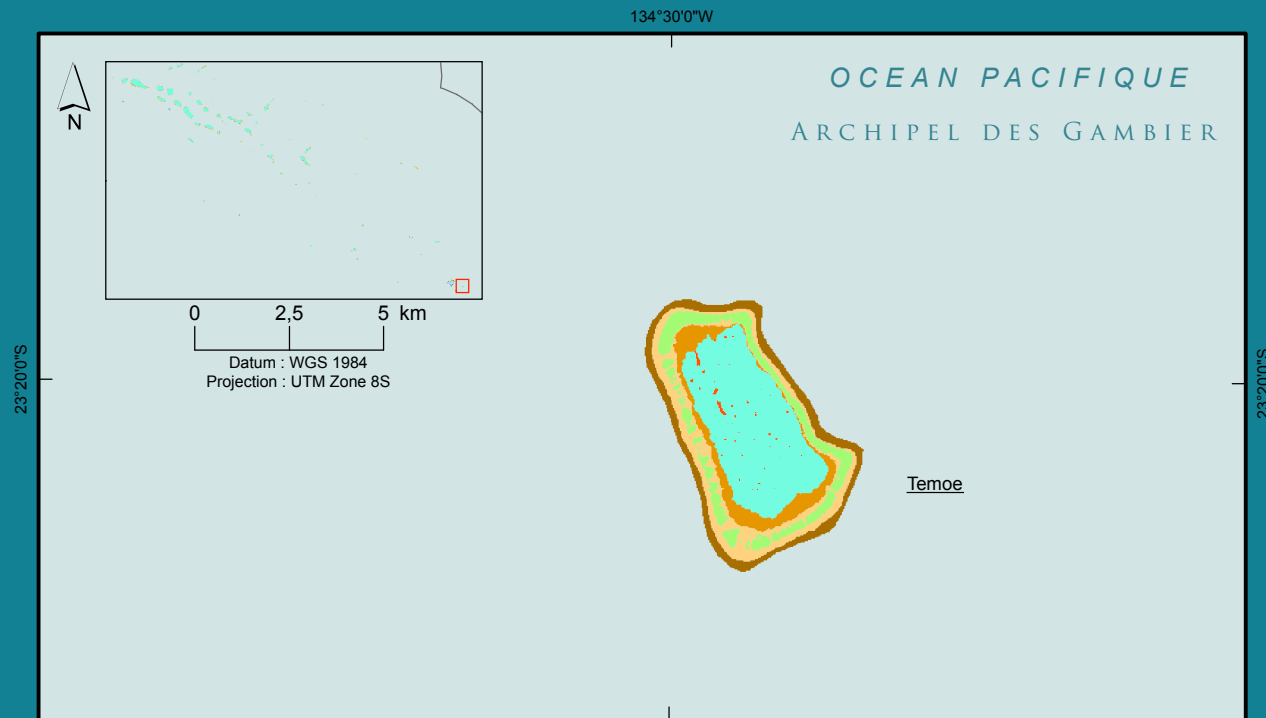 134°30'0"W
OCEAN PACIFIQUE
ARCHIPEL DES GAMBIER
N
0 2,5 5 km
Datum : WGS 1984
Projection : UTM Zone 8S
23°20'0"S
23°20'0"S
Temoe